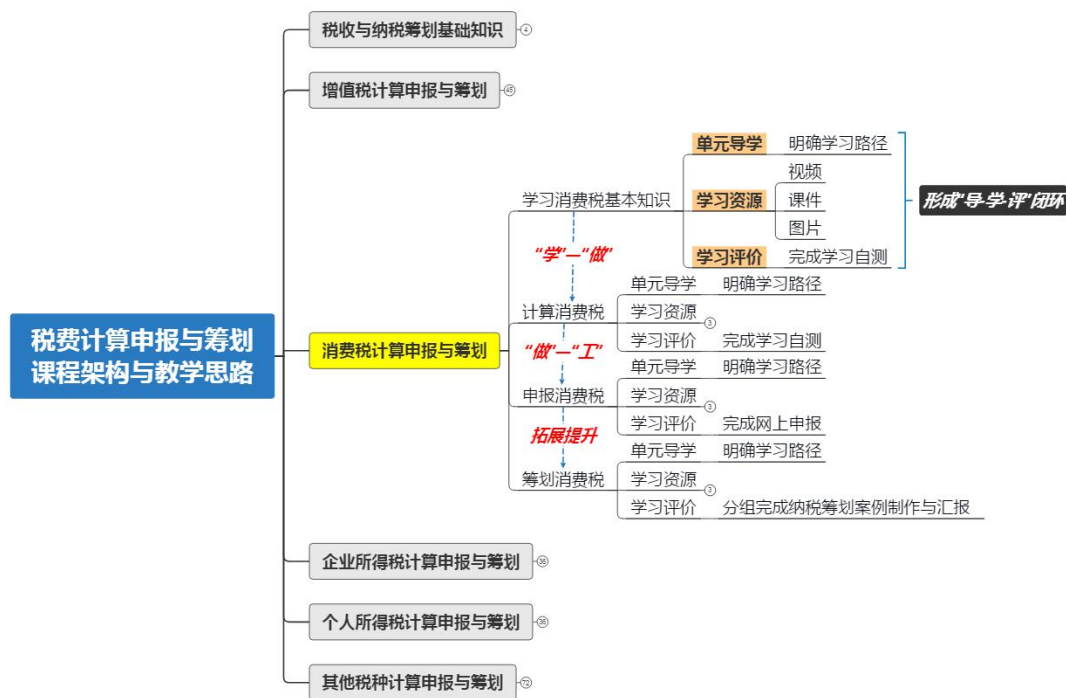 税费计算申报与筹划
课程架构与教学思路
税收与纳税筹划基础知识 4
增值税计算申报与筹划 45
消费税计算申报与筹划
学习消费税基本知识
单元导学 明确学习路径
学习资源
视频
课件
图片
学习评价 完成学习自测
形成"导-学-评"闭环
"学"—"做"
计算消费税
单元导学 明确学习路径
学习资源 3
学习评价 完成学习自测
"做"—"工"
申报消费税
单元导学 明确学习路径
学习资源 3
学习评价 完成网上申报
拓展提升
筹划消费税
单元导学 明确学习路径
学习资源 3
学习评价 分组完成纳税筹划案例制作与汇报
企业所得税计算申报与筹划
个人所得税计算申报与筹划 36
其他税种计算申报与筹划 72